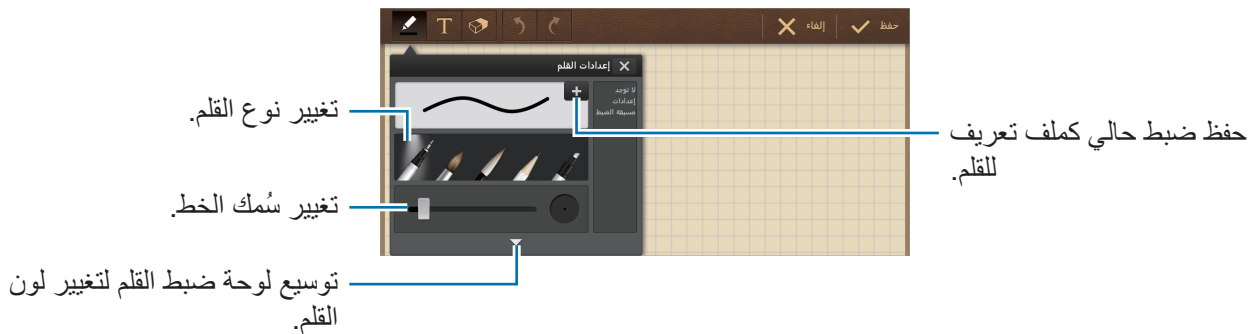 حفظ
إلغاء
T
إعدادات القلم
لا توجد
إعدادات
مسبقة الضبط
تغيير نوع القلم.
حفظ ضبط حالي كملف تعريف
للقلم.
تغيير سُمك الخط.
توسيع لوحة ضبط القلم لتغيير لون
القلم.